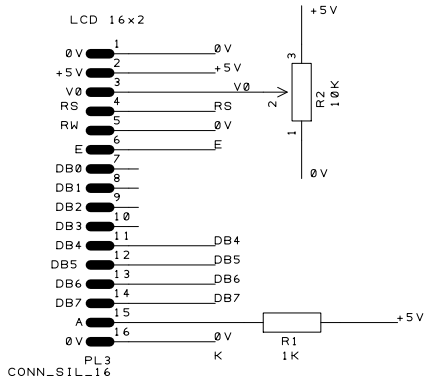 LCD 16x2
+5V
0V 1 0V
+5V 2 +5V
V0 3 V0
3
2
1
R2
10K
RS 4 RS
RW 5 0V
E 6 E
0V
DB0 7
DB1 8
DB2 9
DB3 10
DB4 11 DB4
DB5 12 DB5
DB6 13 DB6
DB7 14 DB7
A 15 +5V
R1
1K
0V 16 0V
K
PL3
CONN_SIL_16